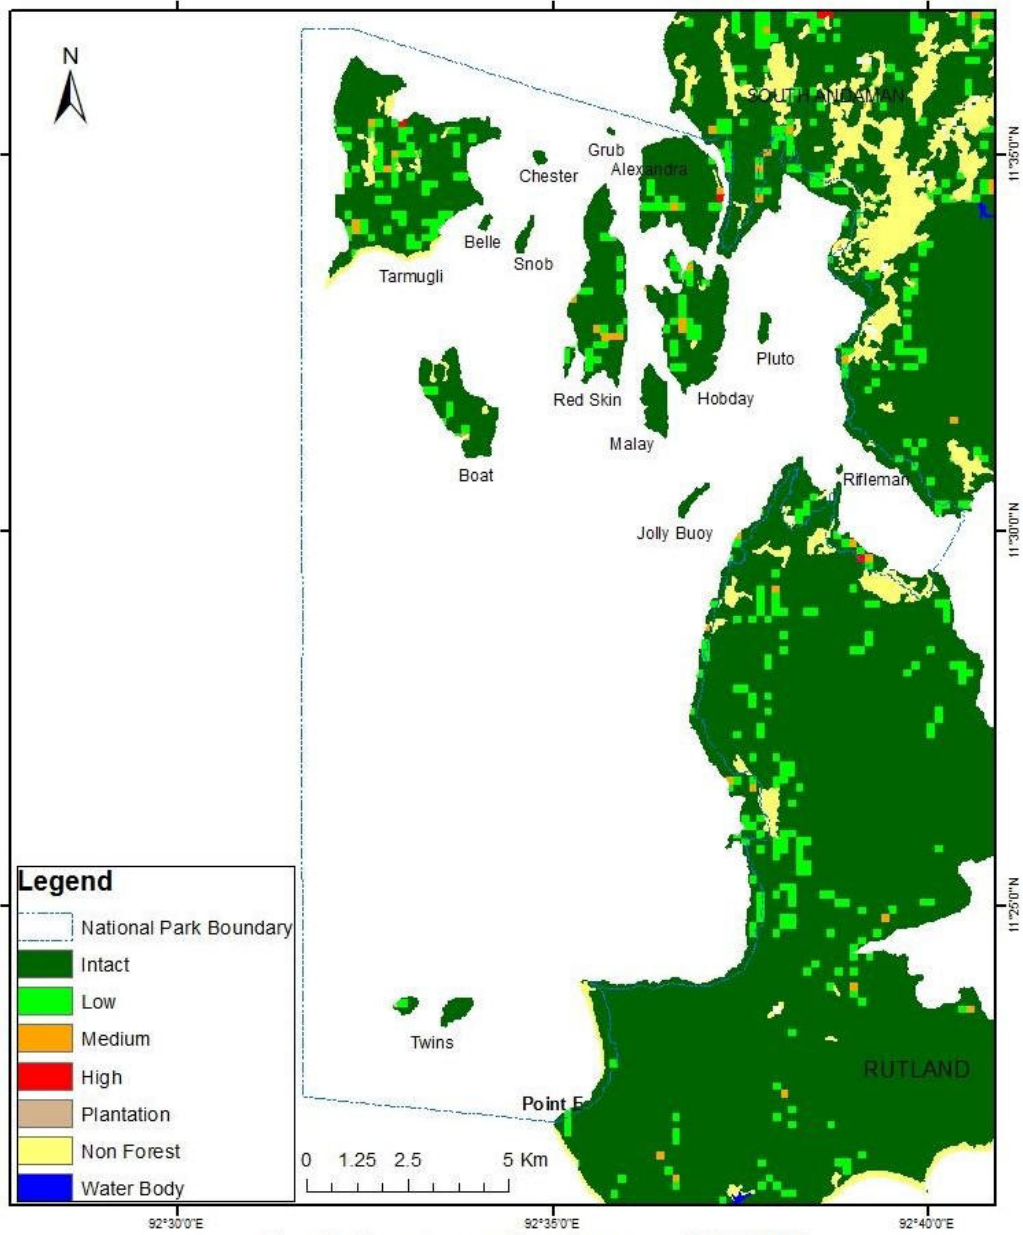 N
SOUTH ANDAMAN
Grub
Alexandra
Chester
Belle
Snob
Tarmugli
Pluto
Red Skin
Hobday
Malay
Boat
Rifleman
Jolly Buoy
Twins
RUTLAND
Point E
Legend
National Park Boundary
Intact
Low
Medium
High
Plantation
Non Forest
Water Body
0 1.25 2.5 5 Km
11°35'0"N
11°30'0"N
11°25'0"N
92°30'0"E 92°35'0"E 92°40'0"E